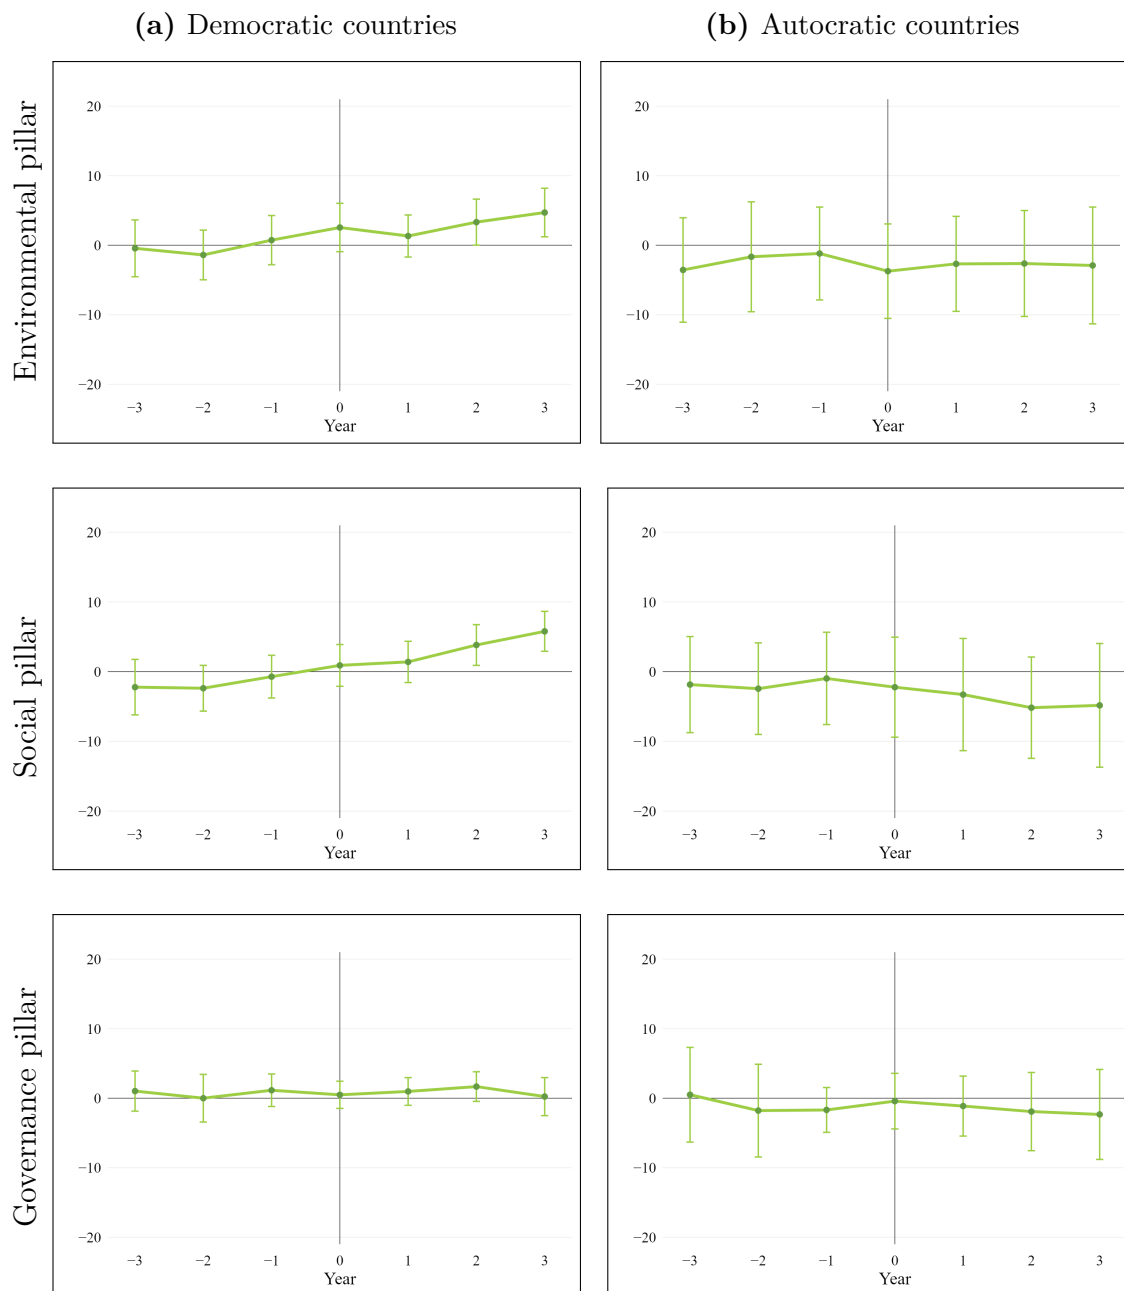 (a) Democratic countries
(b) Autocratic countries
Environmental pillar
20
10
0
−10
−20
−3 −2 −1 0 1 2 3
Year
20
10
0
−10
−20
−3 −2 −1 0 1 2 3
Year
Social pillar
20
10
0
−10
−20
−3 −2 −1 0 1 2 3
Year
20
10
0
−10
−20
−3 −2 −1 0 1 2 3
Year
Governance pillar
20
10
0
−10
−20
−3 −2 −1 0 1 2 3
Year
20
10
0
−10
−20
−3 −2 −1 0 1 2 3
Year